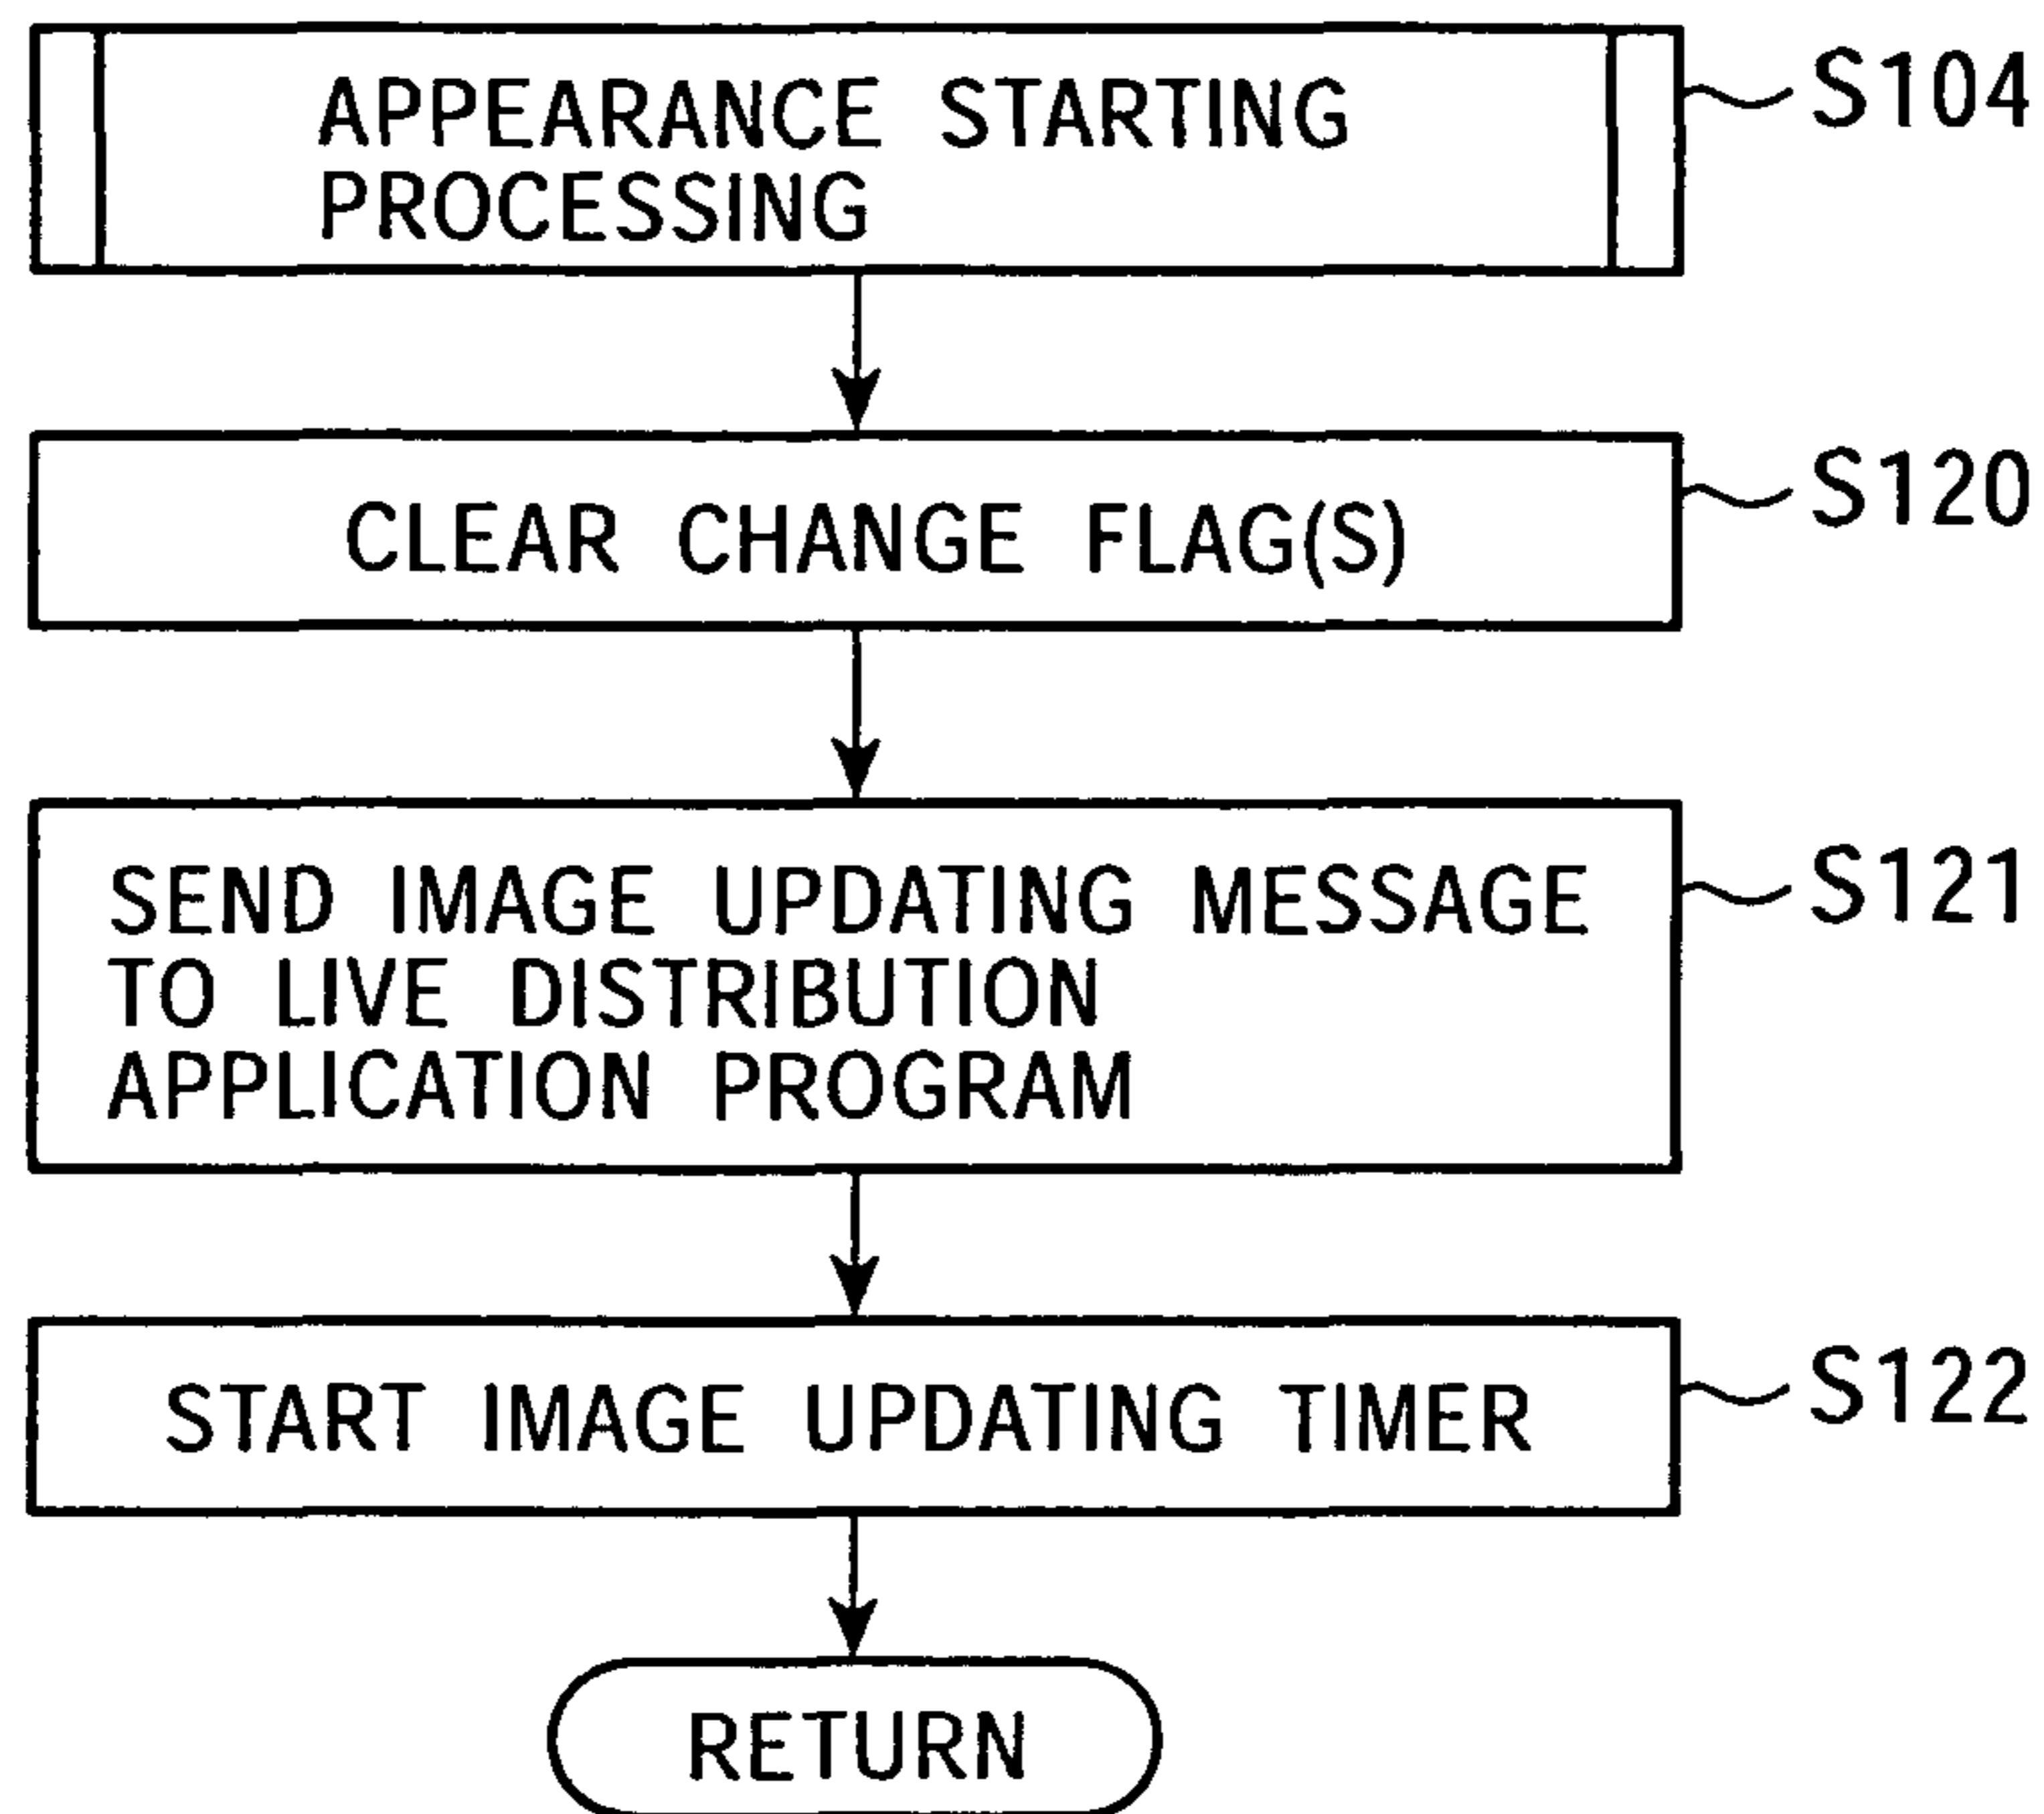 APPEARANCE STARTING
PROCESSING
S104
CLEAR CHANGE FLAG(S)
S120
SEND IMAGE UPDATING MESSAGE
TO LIVE DISTRIBUTION
APPLICATION PROGRAM
S121
START IMAGE UPDATING TIMER
S122
RETURN